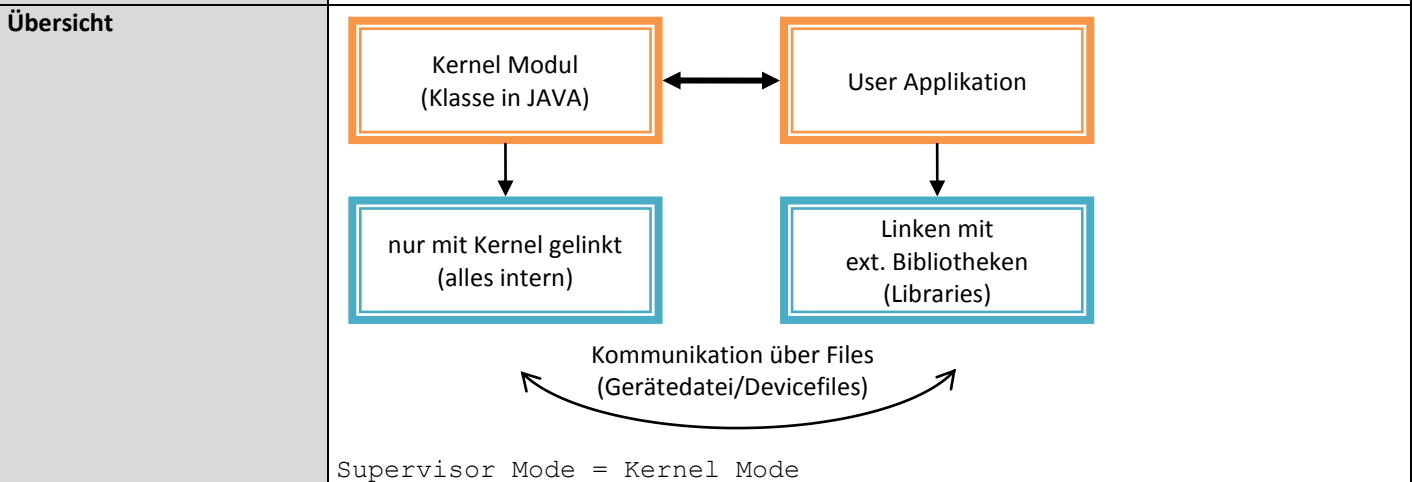 Übersicht
Kernel Modul
(Klasse in JAVA)
User Applikation
nur mit Kernel gelinkt
(alles intern)
Linken mit
ext. Bibliotheken
(Libraries)
Kommunikation über Files
(Gerätedatei/Devicefiles)
Supervisor Mode = Kernel Mode